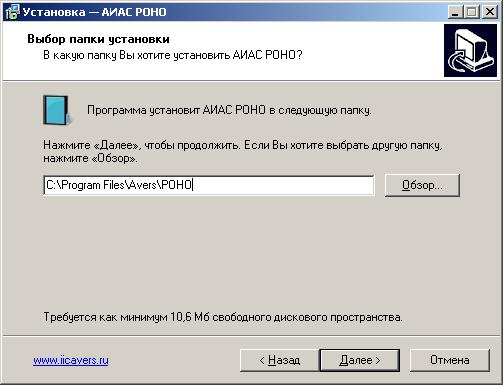 Установка — АИАС РОНО
Выбор папки установки
В какую папку Вы хотите установить АИАС РОНО?
Программа установит АИАС РОНО в следующую папку.
Нажмите «Далее», чтобы продолжить. Если Вы хотите выбрать другую папку,
нажмите «Обзор».
C:\Program Files\Avers\РОНО
Обзор...
Требуется как минимум 10,6 Мб свободного дискового пространства.
www.iicavers.ru
< Назад
Далее >
Отмена